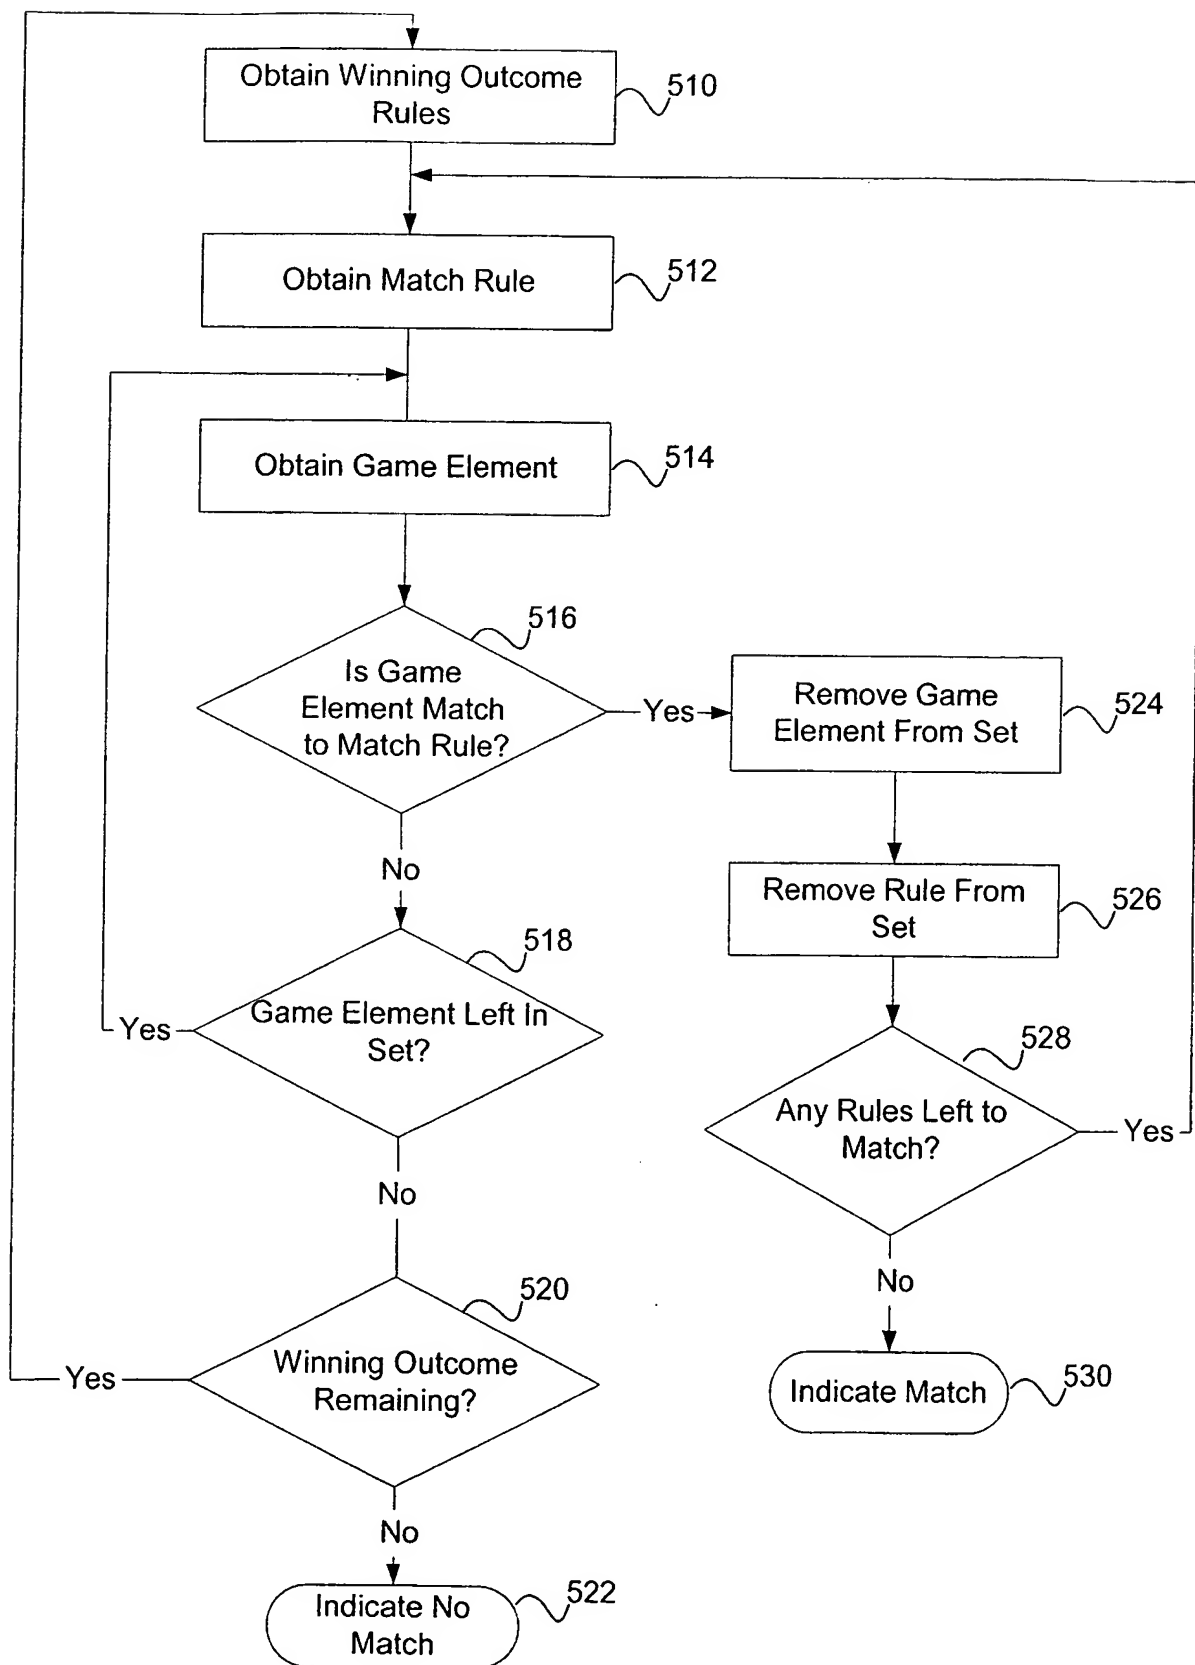 Obtain Winning Outcome
Rules
510
Obtain Match Rule
512
Obtain Game Element
514
516
Is Game
Element Match
to Match Rule?
Yes
Remove Game
Element From Set
524
No
Remove Rule From
Set
526
518
Game Element Left In
Set?
Yes
528
Any Rules Left to
Match?
Yes
No
No
520
Winning Outcome
Remaining?
Yes
Indicate Match
530
No
Indicate No
Match
522